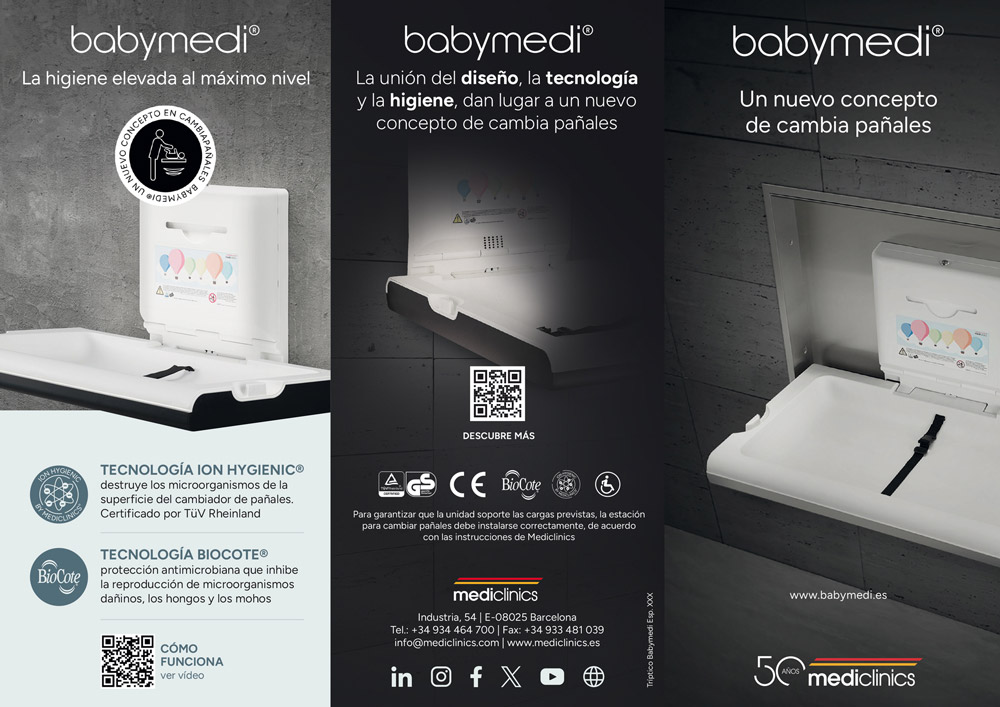 babymedi®
La higiene elevada al máximo nivel
BABYMEDI® UN NUEVO CONCEPTO EN CAMBIAPAÑALES
TECNOLOGÍA ION HYGIENIC®
destruye los microorganismos de la
superficie del cambiador de pañales.
Certificado por TüV Rheinland
ION HYGIENIC
BY MEDICLINICS
TECNOLOGÍA BIOCOTE®
protección antimicrobiana que inhibe
la reproducción de microorganismos
dañinos, los hongos y los mohos
BioCote
CÓMO
FUNCIONA
ver vídeo
babymedi®
La unión del diseño, la tecnología
y la higiene, dan lugar a un nuevo
concepto de cambia pañales
DESCUBRE MÁS
GS
CE
BioCote
Para garantizar que la unidad soporte las cargas previstas, la estación
para cambiar pañales debe instalarse correctamente, de acuerdo
con las instrucciones de Mediclinics
mediclinics
Industria, 54 | E-08025 Barcelona
Tel.: +34 934 464 700 | Fax: +34 933 481 039
info@mediclinics.com | www.mediclinics.es
Tríptico Babymedi Esp. XXX
babymedi®
Un nuevo concepto
de cambia pañales
www.babymedi.es
50 AÑOS mediclinics